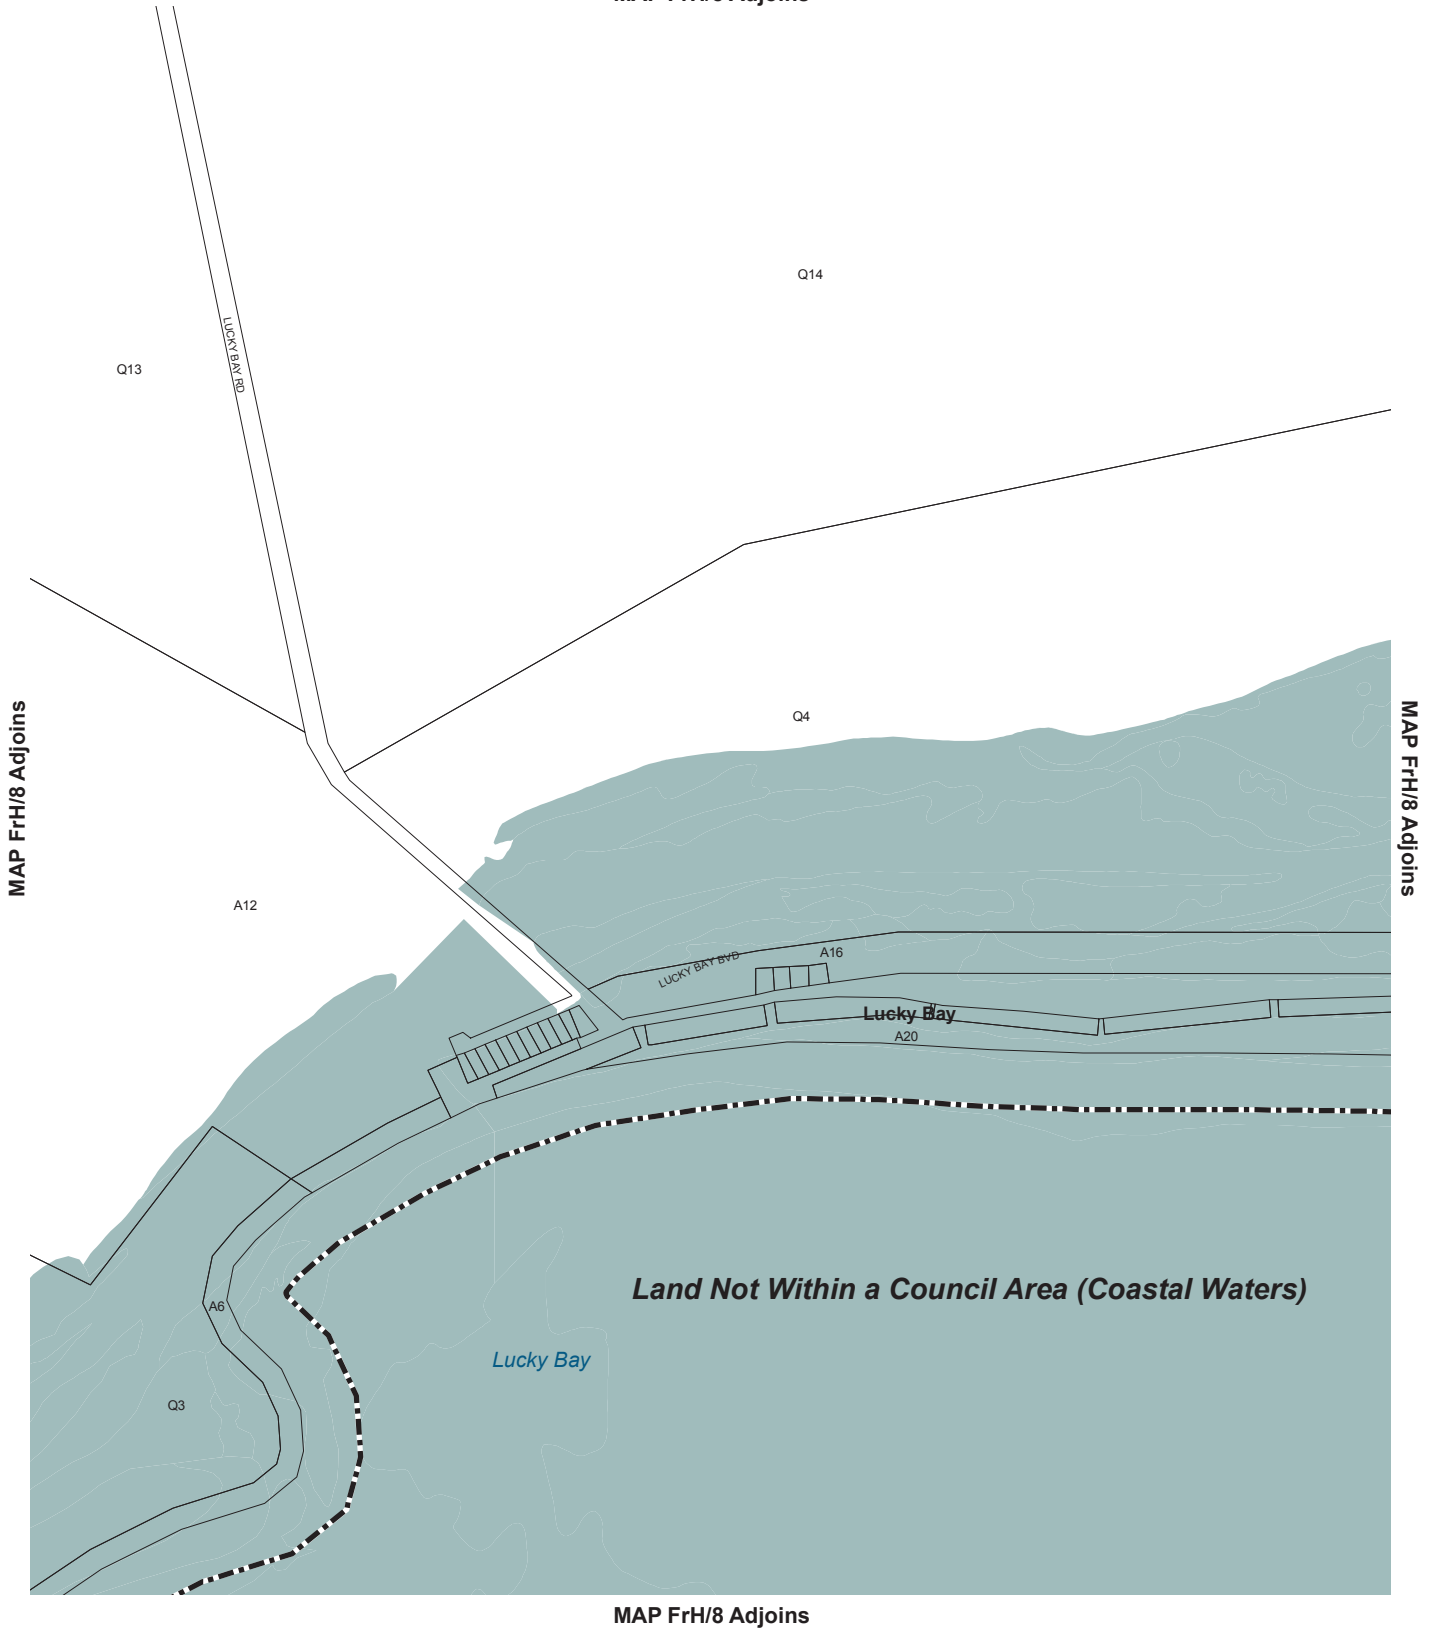 MAP FrH/8 Adjoins
Q14
LUCKY BAY RD
Q13
Q4
MAP FrH/8 Adjoins
MAP FrH/8 Adjoins
A12
LUCKY BAY BVD
A16
Lucky Bay
A20
Land Not Within a Council Area (Coastal Waters)
A6
Lucky Bay
Q3
MAP FrH/8 Adjoins